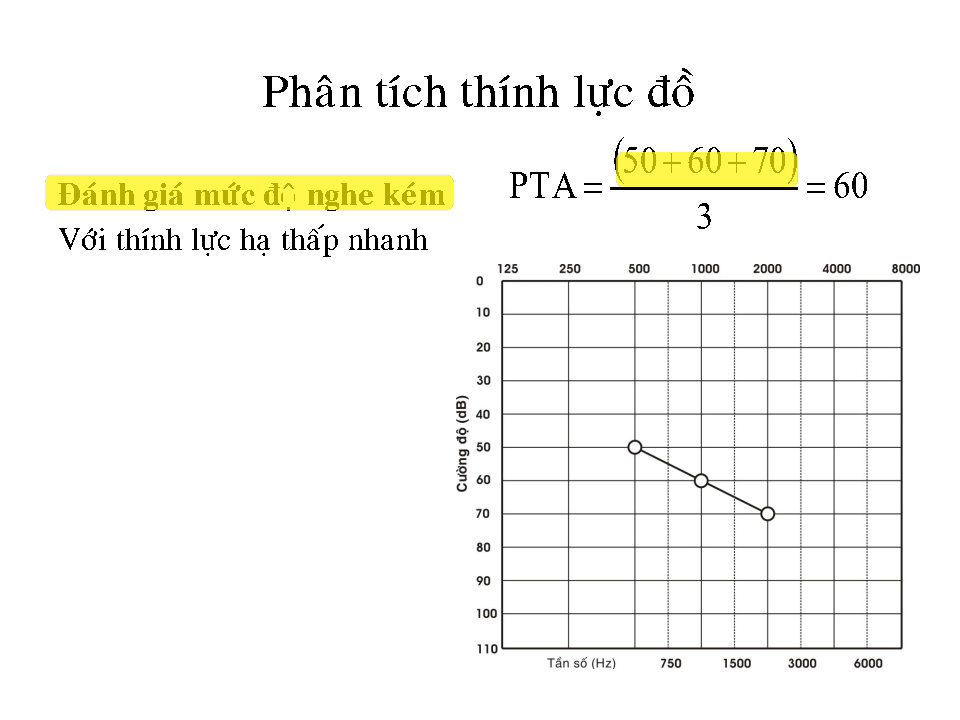 Phân tích thính lực đồ
Đánh giá mức độ nghe kém
Với thính lực hạ thấp nhanh
PTA = (50 + 60 + 70) / 3 = 60
125 250 500 1000 2000 4000 8000
0
10
20
30
40
50
60
70
80
90
100
110
Cường độ (dB)
Tần số (Hz) 750 1500 3000 6000